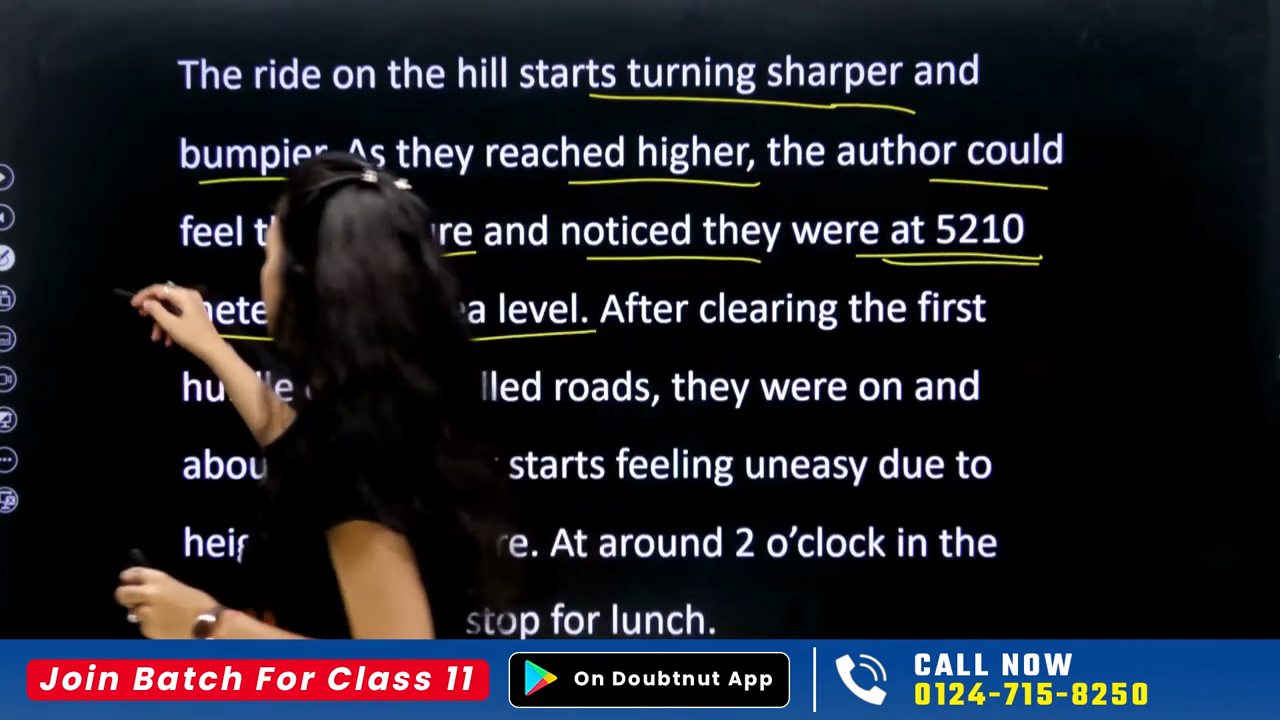 The ride on the hill starts turning sharper and
bumpier. As they reached higher, the author could
feel and noticed they were at 5210
level. After clearing the first
roads, they were on and
starts feeling uneasy due to
At around 2 o'clock in the
stop for lunch.
Join Batch For Class 11
On Doubtnut App
CALL NOW
0124-715-8250